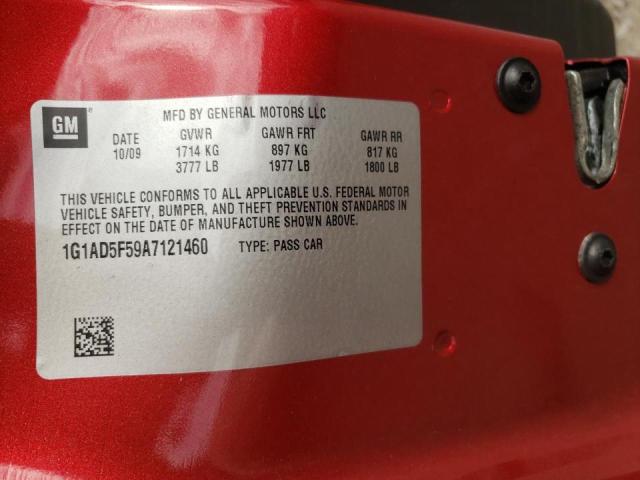 GM
MFD BY GENERAL MOTORS LLC
DATE GVWR GAWR FRT GAWR RR
10/09 1714 KG 897 KG 817 KG
3777 LB 1977 LB 1800 LB
THIS VEHICLE CONFORMS TO ALL APPLICABLE U.S. FEDERAL MOTOR
VEHICLE SAFETY, BUMPER, AND THEFT PREVENTION STANDARDS IN
EFFECT ON THE DATE OF MANUFACTURE SHOWN ABOVE.
1G1AD5F59A7121460 TYPE: PASS CAR